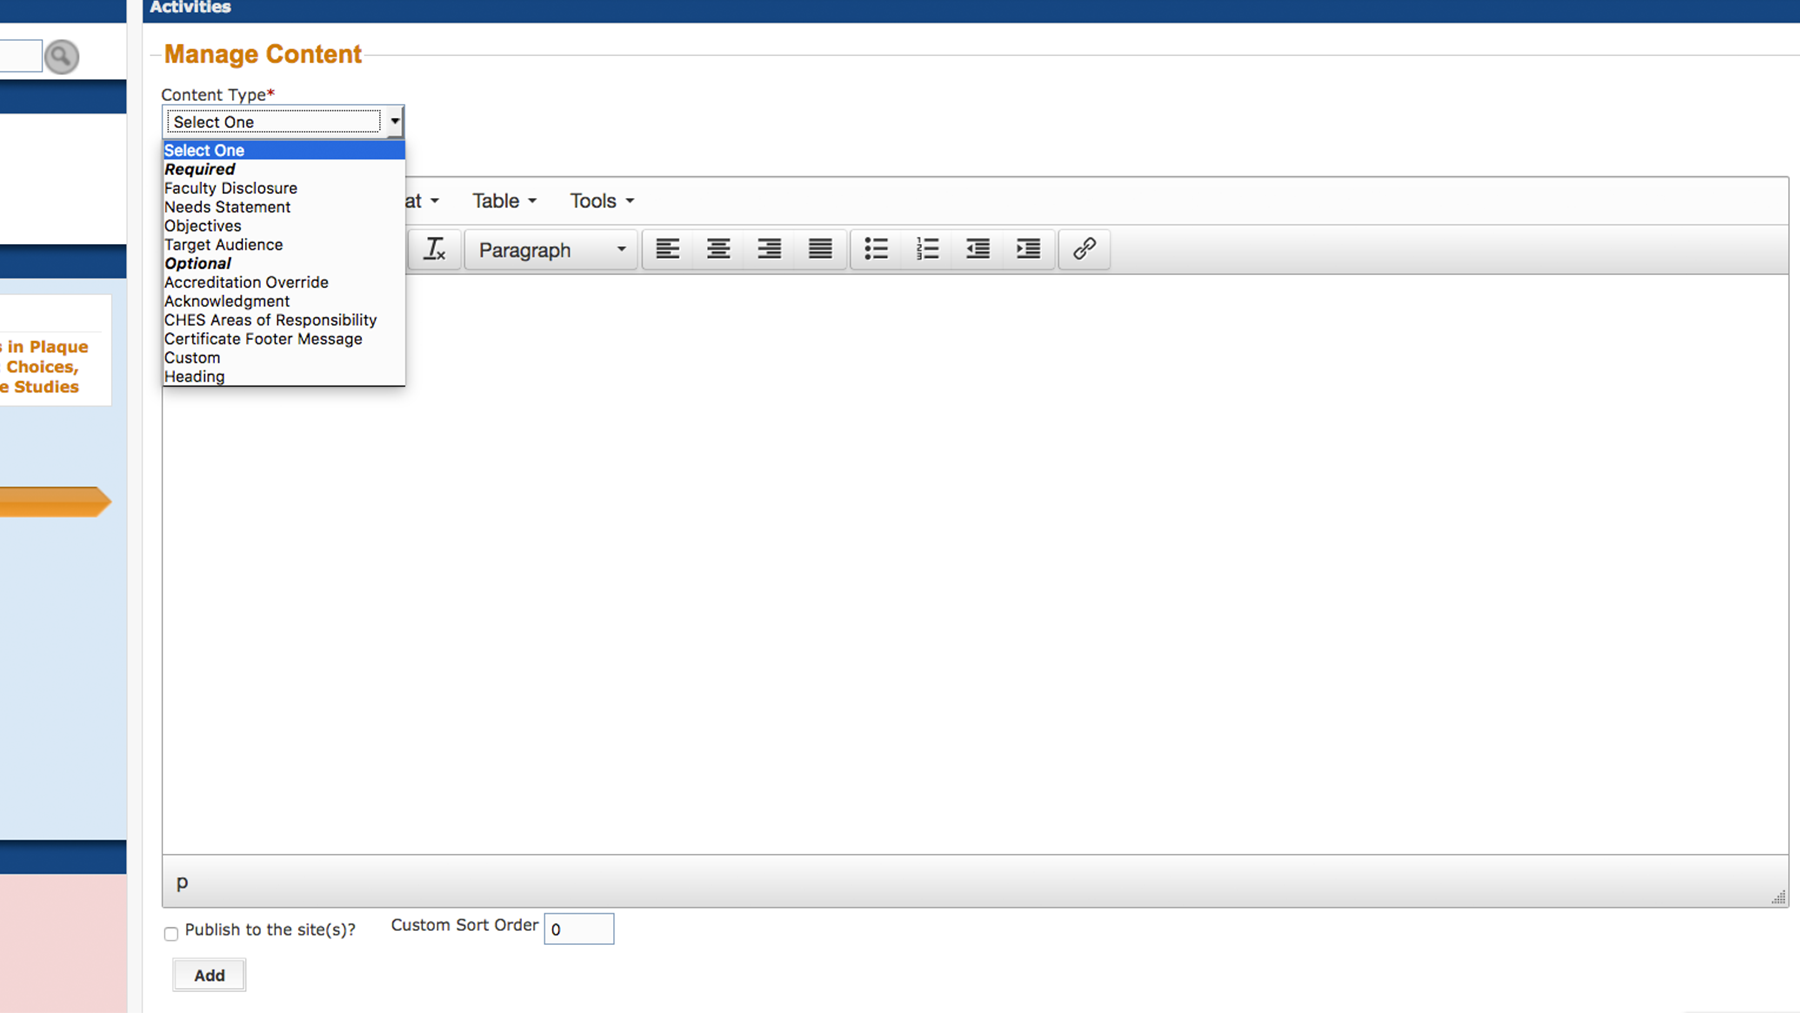 Activities
Manage Content
Content Type*
Select One
Select One
Required
Faculty Disclosure
Needs Statement
Objectives
Target Audience
Optional
Accreditation Override
Acknowledgment
CHES Areas of Responsibility
Certificate Footer Message
Custom
Heading
at Table Tools
Paragraph
s in Plaque
Choices,
e Studies
p
Publish to the site(s)? Custom Sort Order 0
Add